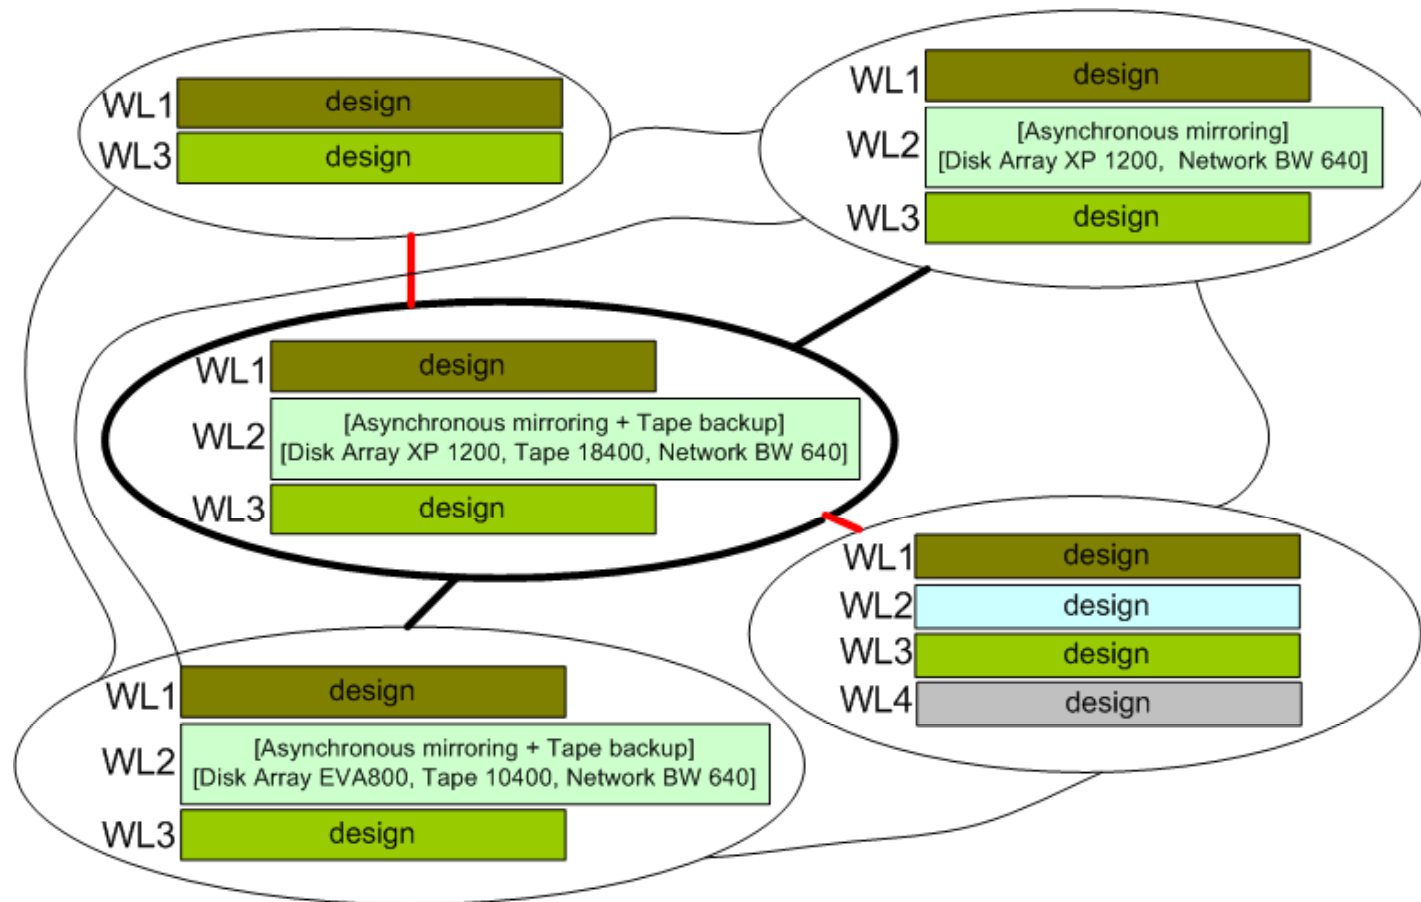 WL1 design
WL3 design
WL1 design
WL2 [Asynchronous mirroring]
[Disk Array XP 1200, Network BW 640]
WL3 design
WL1 design
WL2 [Asynchronous mirroring + Tape backup]
[Disk Array XP 1200, Tape 18400, Network BW 640]
WL3 design
WL1 design
WL2 design
WL3 design
WL4 design
WL1 design
WL2 [Asynchronous mirroring + Tape backup]
[Disk Array EVA800, Tape 10400, Network BW 640]
WL3 design